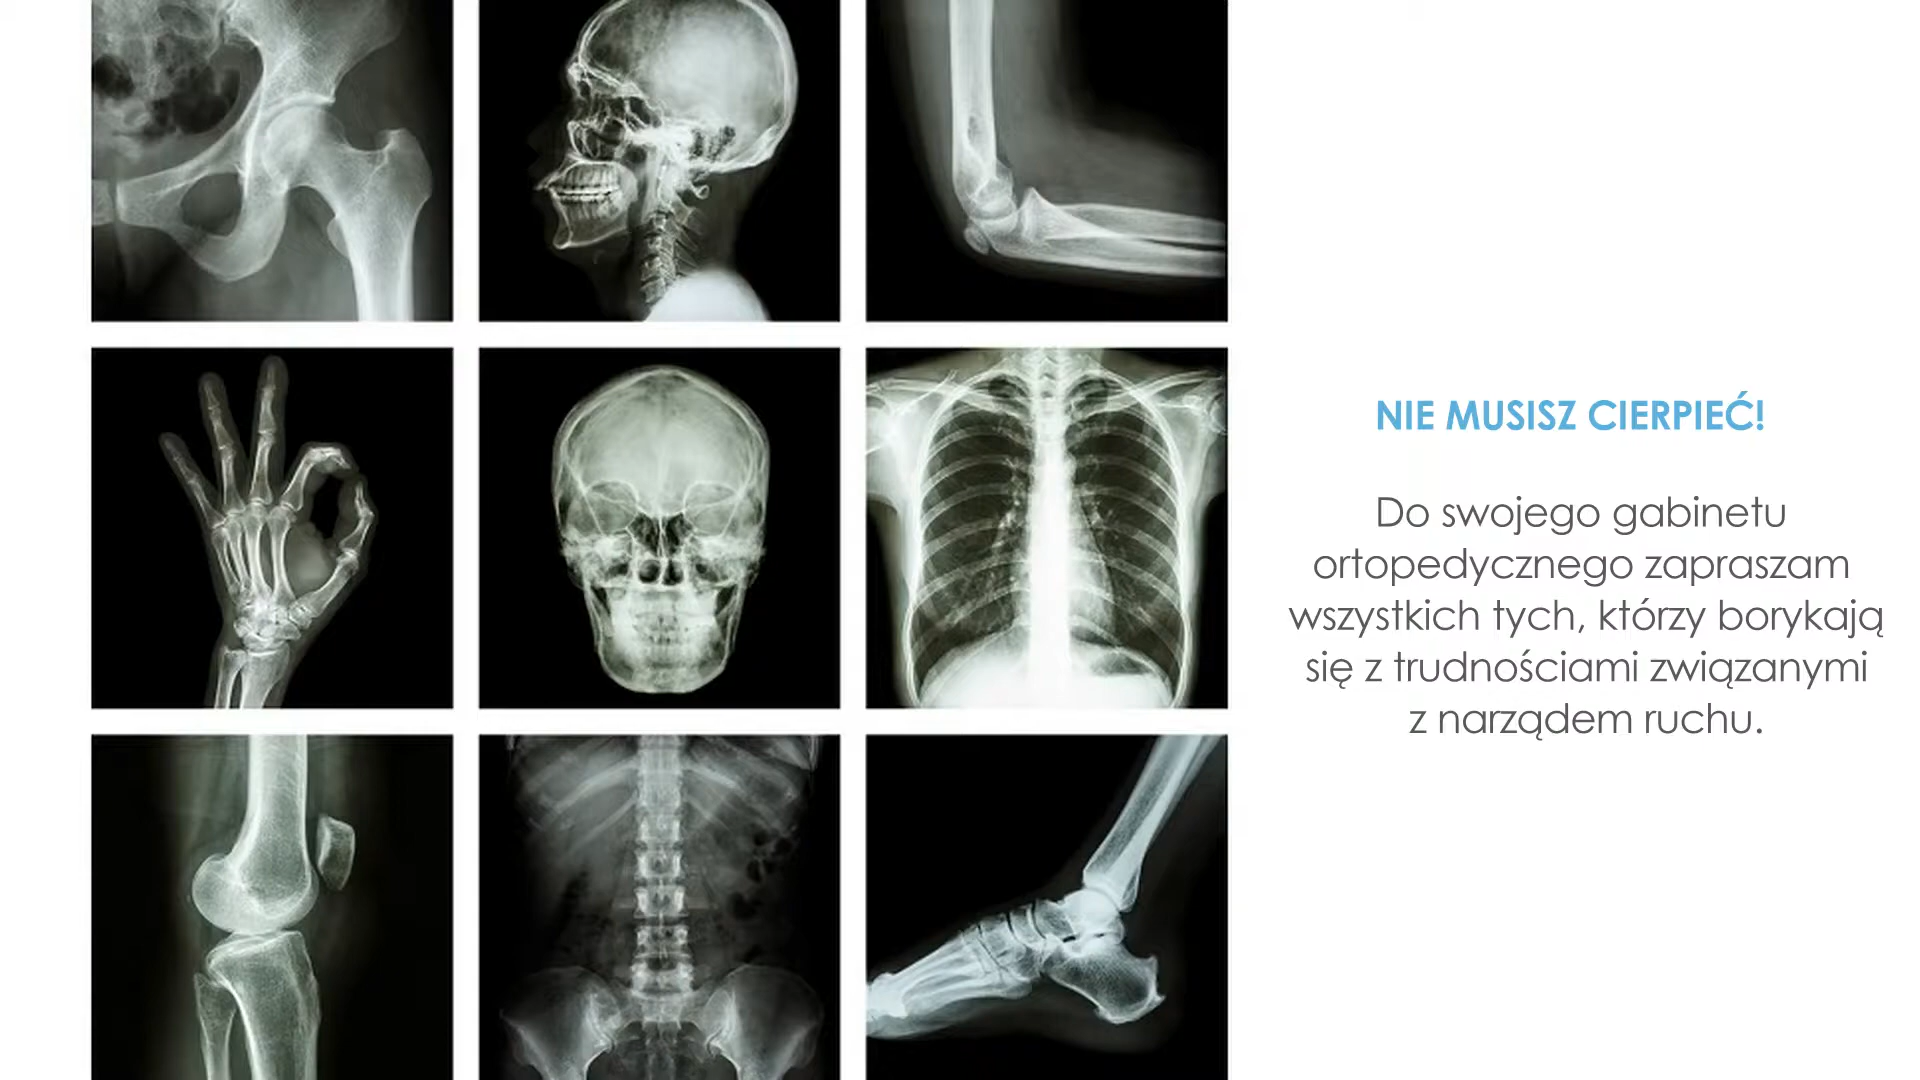 NIE MUSISZ CIERPIEĆ!
Do swojego gabinetu
ortopedycznego zapraszam
wszystkich tych, którzy borykają
się z trudnościami związanymi
z narządem ruchu.